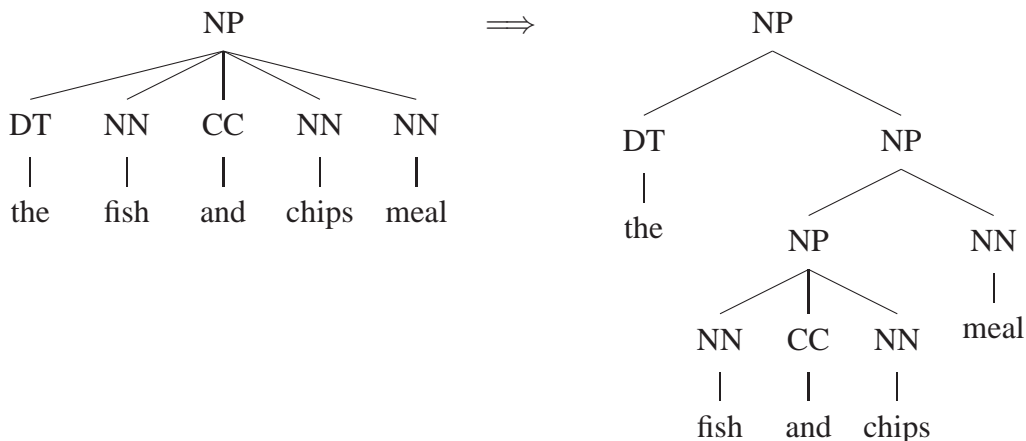 NP ⟹ NP
DT NN CC NN NN DT NP
the fish and chips meal the NP NN
NN CC NN meal
fish and chips